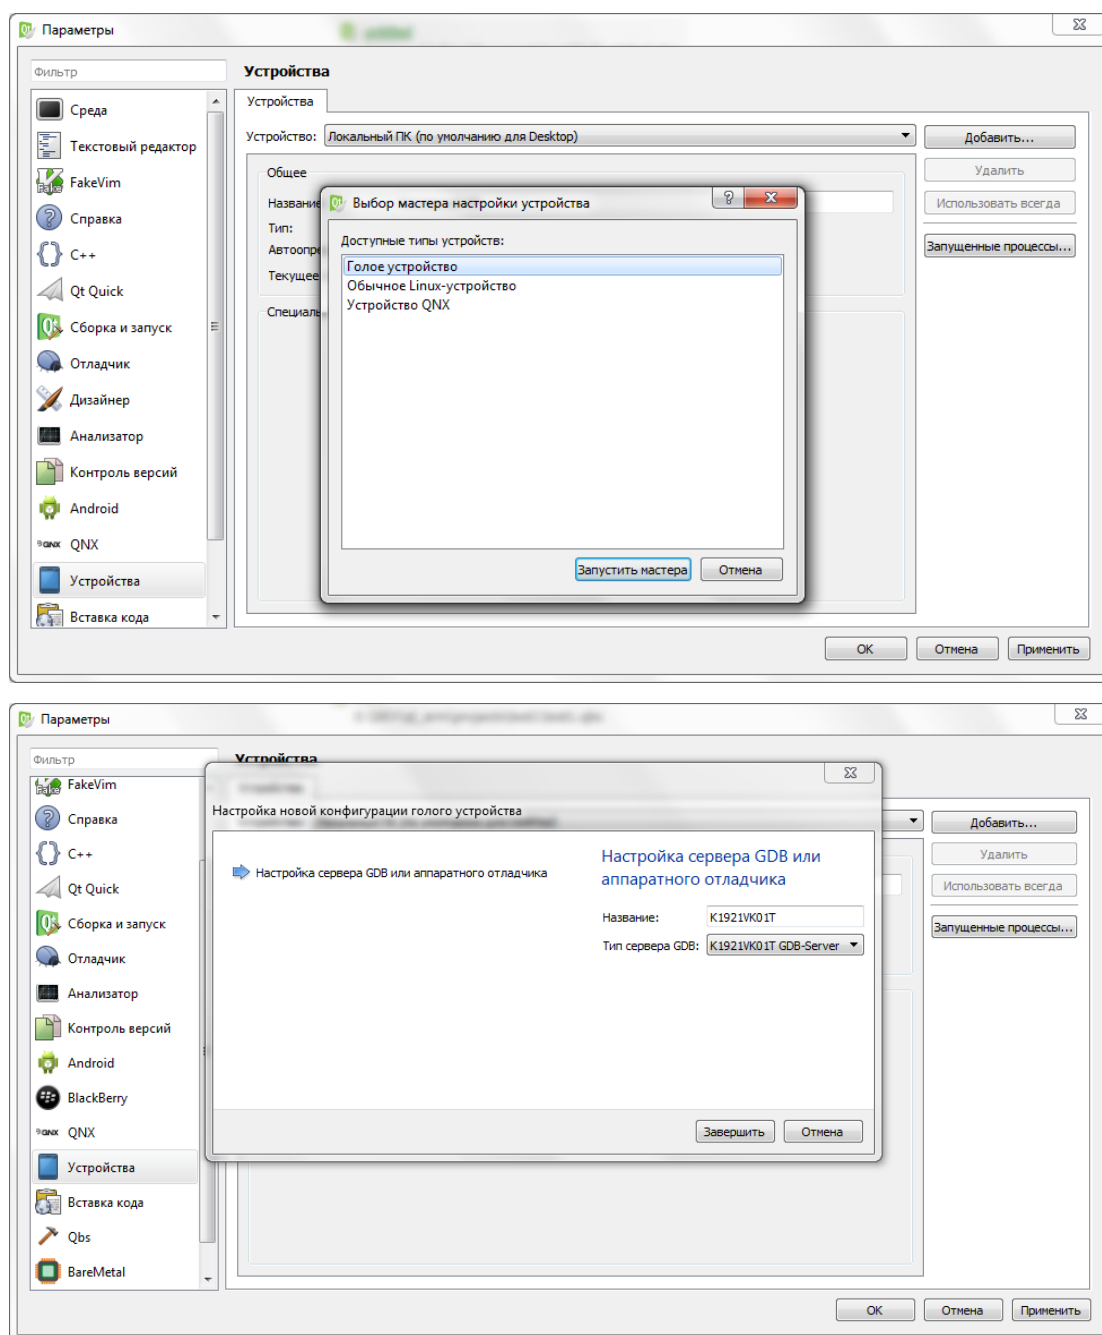 Параметры
Фильтр
Устройства
Среда
Текстовый редактор
FakeVim
Справка
C++
Qt Quick
Сборка и запуск
Отладчик
Дизайнер
Анализатор
Контроль версий
Android
QNX
Устройства
Вставка кода
Устройства
Устройство: Локальный ПК (по умолчанию для Desktop)
Добавить...
Удалить
Использовать всегда
Запущенные процессы...
Общее
Название
Тип:
Автоопре
Текущее
Специаль
Выбор мастера настройки устройства
Доступные типы устройств:
Голое устройство
Обычное Linux-устройство
Устройство QNX
Запустить мастера Отмена
OK Отмена Применить
Параметры
Фильтр
Устройства
FakeVim
Справка
C++
Qt Quick
Сборка и запуск
Отладчик
Анализатор
Контроль версий
Android
BlackBerry
QNX
Устройства
Вставка кода
Qbs
BareMetal
Настройка новой конфигурации голого устройства
Настройка сервера GDB или аппаратного отладчика
Настройка сервера GDB или
аппаратного отладчика
Название: K1921VK01T
Тип сервера GDB: K1921VK01T GDB-Server
Завершить Отмена
Добавить...
Удалить
Использовать всегда
Запущенные процессы...
OK Отмена Применить